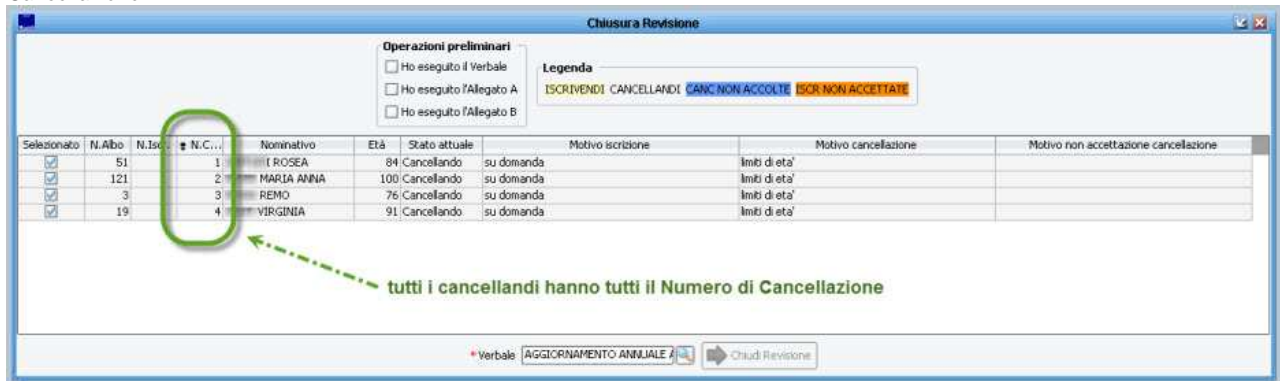 Chiusura Revisione
Operazioni preliminari
Ho eseguito il Verbale
Ho eseguito l'Allegato A
Ho eseguito l'Allegato B
Legenda
ISCRIVENDI CANCELLANDI CANC NON ACCOLTE ISCR NON ACCETTATE
Selezionato N.Albo N.Isc... N.C... Nominativo Età Stato attuale Motivo iscrizione Motivo cancellazione Motivo non accettazione cancellazione
51 1 I ROSEA 84 Cancellando su domanda limiti di eta'
121 2 MARIA ANNA 100 Cancellando su domanda limiti di eta'
3 3 REMO 76 Cancellando su domanda limiti di eta'
19 4 VIRGINIA 91 Cancellando su domanda limiti di eta'
tutti i cancellandi hanno tutti il Numero di Cancellazione
* Verbale AGGIORNAMENTO ANNUALE A Chiudi Revisione